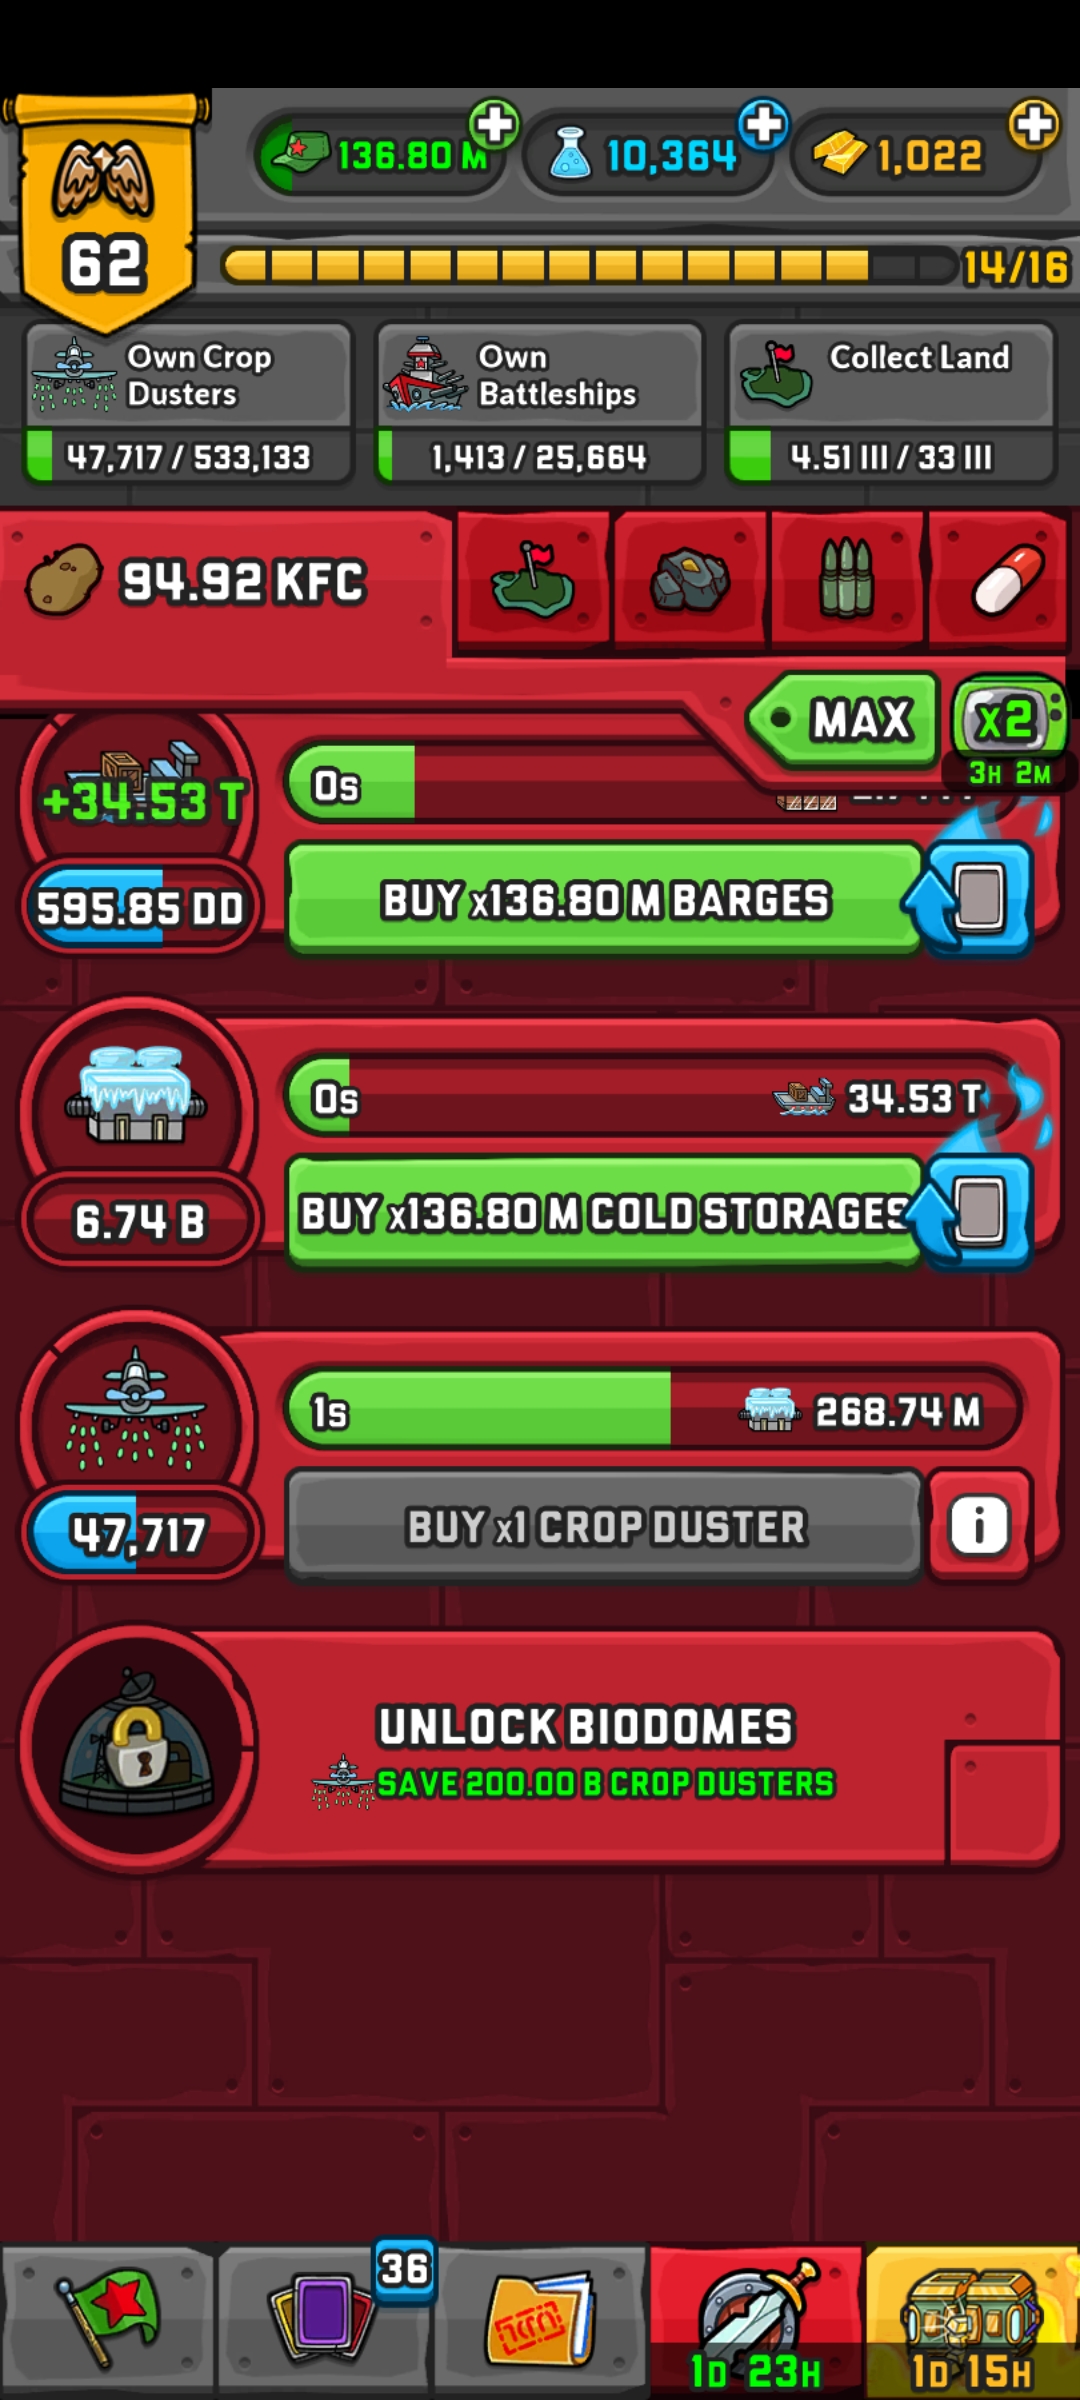 136.80 M
10,364
1,022
62
14/16
Own Crop
Dusters
47,717 / 533,133
Own
Battleships
1,413 / 25,664
Collect Land
4.51 III / 33 III
94.92 KFC
MAX
x2
3H 2M
+34.53 T
0s
595.85 DD
BUY x136.80 M BARGES
0s
34.53 T
6.74 B
BUY x136.80 M COLD STORAGES
1s
268.74 M
47,717
BUY x1 CROP DUSTER
i
UNLOCK BIODOMES
SAVE 200.00 B CROP DUSTERS
36
1D 23H
1D 15H